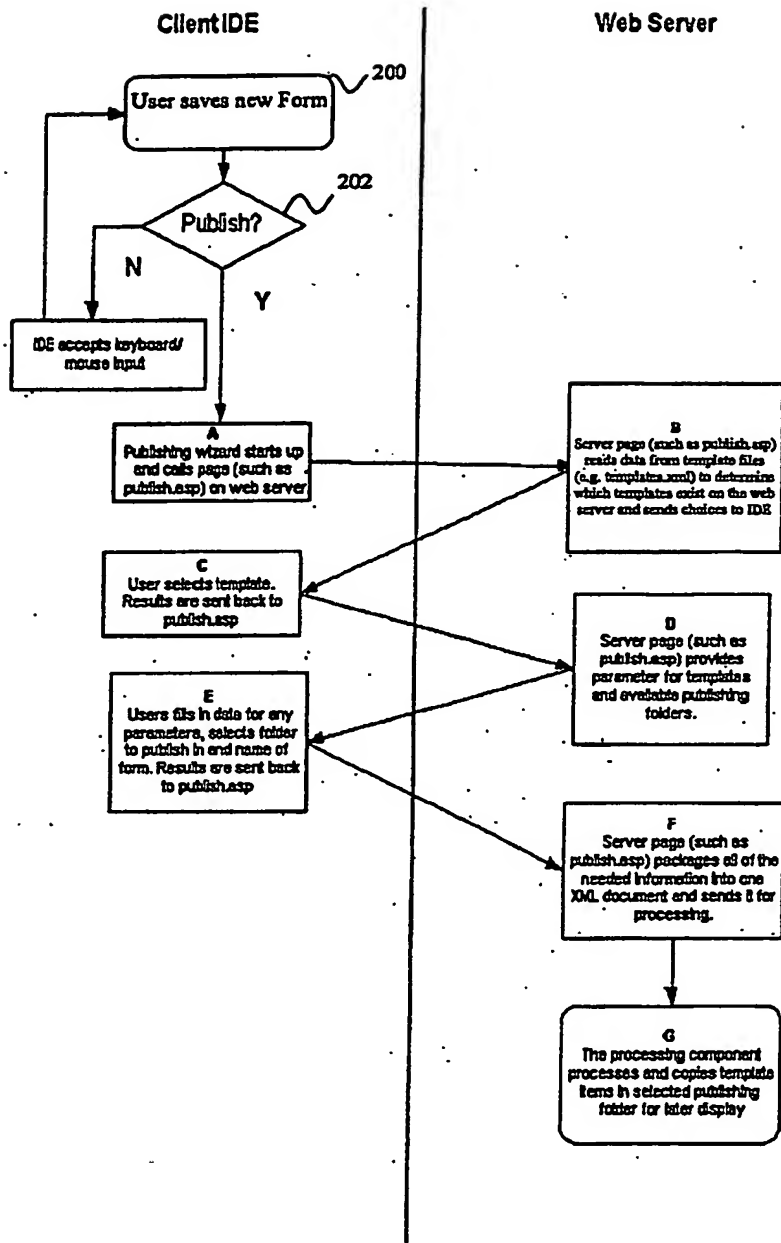 Client IDE
Web Server
200
User saves new Form
202
Publish?
N
Y
IDE accepts keyboard/
mouse input
A
Publishing wizard starts up
and calls page (such as
publish.asp) on web server
B
Server page (such as publish.asp)
reads data from template files
(e.g. templates.xml) to determine
which templates exist on the web
server and sends choices to IDE
C
User selects template.
Results are sent back to
publish.asp
D
Server page (such as
publish.asp) provides
parameter for templates
and available publishing
folders.
E
Users fills in data for any
parameters, selects folder
to publish in and name of
form. Results are sent back
to publish.asp
F
Server page (such as
publish.asp) packages all of the
needed information into one
XML document and sends it for
processing.
G
The processing component
processes and copies template
items in selected publishing
folder for later display